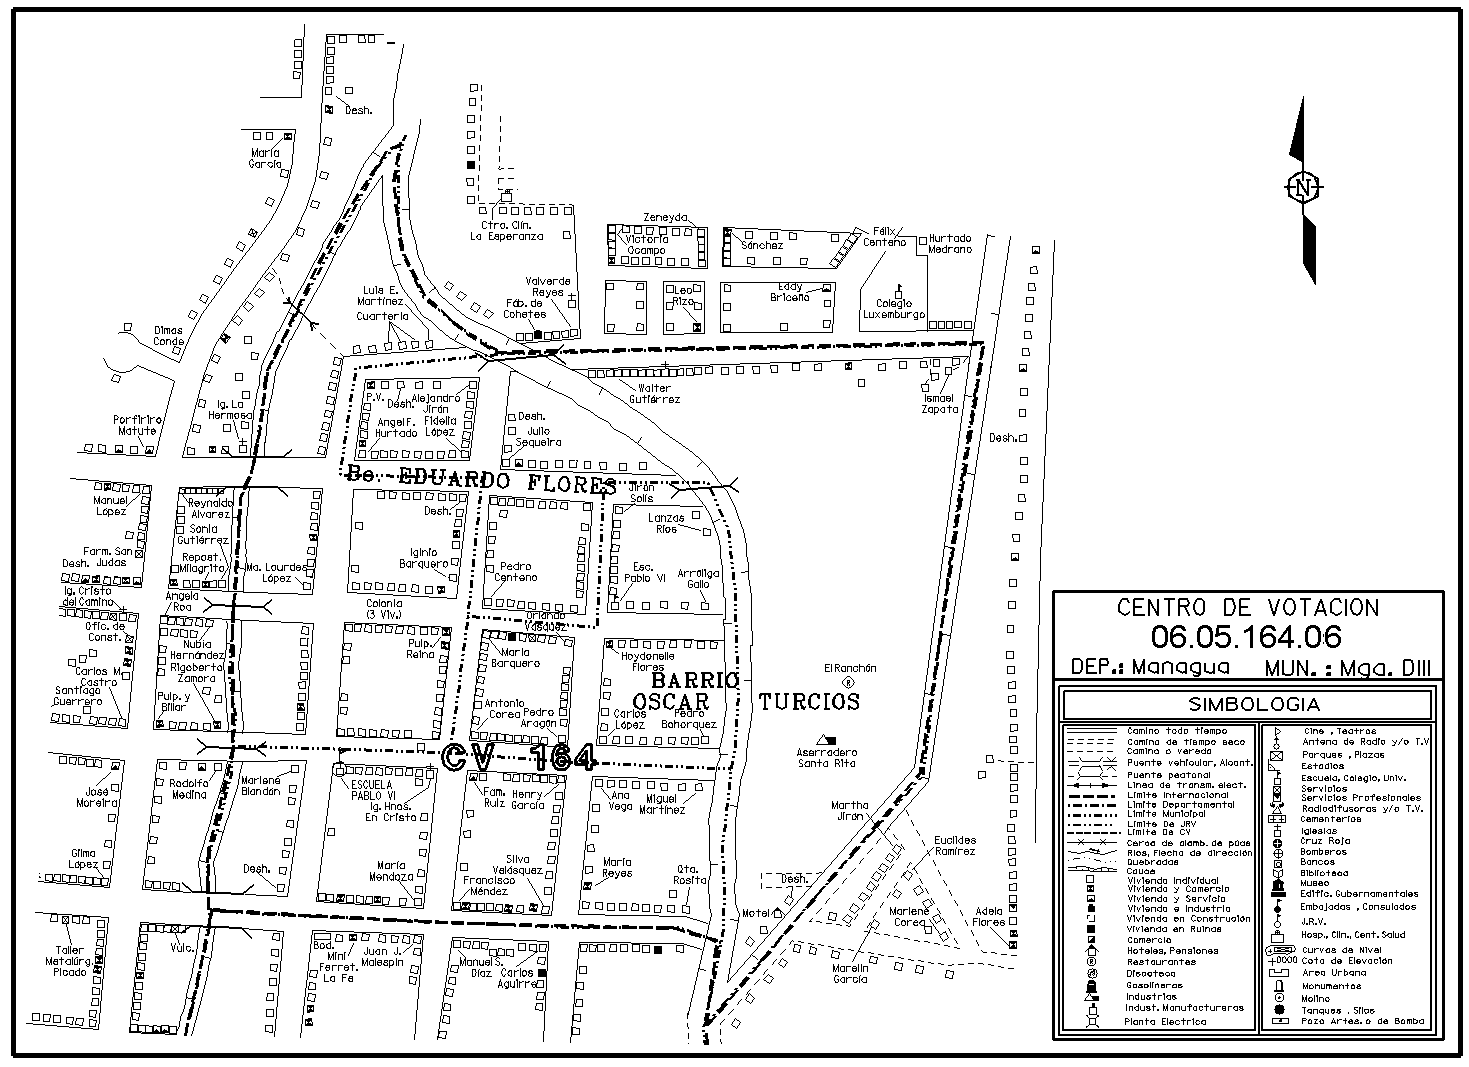 Desh.
María
García
Ctro. Clín.
La Esperanza
Zeneyda
Victoria
Ocampo
Sánchez
Félix
Centeno
Hurtado
Medrano
N
Luis E.
Martínez
Cuartería
Valverde
Reyes
Fáb. de
Cohetes
Leo
Rizo
Eddy
Briceño
Colegio
Luxemburgo
Dimas
Conde
Ig. La
Hermosa
Porfirio
Matute
P.V.
Desh.
Alejandro
Jirón
Angel F.
Hurtado
Fidelia
López
Desh.
Julio
Sequeira
Walter
Gutiérrez
Ismael
Zapata
Desh.
Bo. EDUARDO FLORES
Manuel
López
Reynaldo
Alvarez
Sonia
Gutiérrez
Desh.
Jirón
Solís
Lanzas
Ríos
Farm. San
Judas
Desh.
Repost.
Milagrito
Ma. Lourdes
López
Iginio
Barquero
Pedro
Centeno
Esc.
Pablo VI
Arróliga
Gallo
Ig. Cristo
del Camino
Angela
Roa
Colonia
(3 Viv.)
Orlando
Vásquez
Ofic. de
Const.
Nubia
Hernández
Rigoberto
Zamora
Pulp.
Reina
María
Barquero
Hoydonelle
Flores
Carlos M.
Castro
Santiago
Guerrero
Pulp. y
Billar
Antonio
Corea
Pedro
Aragón
Carlos
López
Pedro
Bohorquez
BARRIO
OSCAR TURCIOS
El Ranchón
R
Aserradero
Santa Rita
CV 164
José
Moreira
Rodolfo
Medina
Marlene
Blandón
ESCUELA
PABLO VI
Ig. Hnos.
En Cristo
Fam.
Ruiz
Henry
García
Ana
Vega
Miguel
Martínez
Martha
Jirón
Euclides
Ramírez
Gilma
López
Desh.
María
Mendoza
Silva
Velásquez
Francisco
Méndez
María
Reyes
Qta.
Rosita
Desh.
Motel
Marlene
Corea
Adela
Flores
Marelin
García
Taller
Metalúrg.
Picado
Vulc.
Bod.
Mini
Ferret.
La Fe
Juan J.
Malespin
Manuel S.
Díaz
Carlos
Aguirre
CENTRO DE VOTACION
06.05.164.06
DEP.: Managua MUN. : Mga. DIII
SIMBOLOGIA
Camino todo tiempo
Camino de tiempo seco
Camino o vereda
Puente vehicular, Alcant.
Puente peatonal
Línea de transm. elect.
Límite Internacional
Límite Departamental
Límite Municipal
Límite De JRV
Límite De CV
Cerca de alamb. de púas
Ríos, Flecha de dirección
Quebradas
Cauce
Vivienda Individual
Vivienda y Comercio
Vivienda y Servicio
Vivienda e Industria
Vivienda en Construcción
Vivienda en Ruinas
Comercio
Hoteles, Pensiones
Restaurantes
Discoteca
Gasolineras
Industrias
Indust. Manufactureras
Planta Electrica
Cine , Teatros
Antena de Radio y/o T.V
Parques , Plazas
Estadios
Escuela, Colegio, Univ.
Servicios
Servicios Profesionales
Radiodifusoras y/o T.V.
Cementerios
Iglesias
Cruz Roja
Bomberos
Bancos
Biblioteca
Museo
Edific. Gubernamentales
Embajadas , Consulados
J.R.V.
Hosp., Clin., Cent. Salud
Curvas de Nivel
Cota de Elevación
Area Urbana
Monumentos
Molino
Tanques , Silos
Pozo Artes. o de Bomba